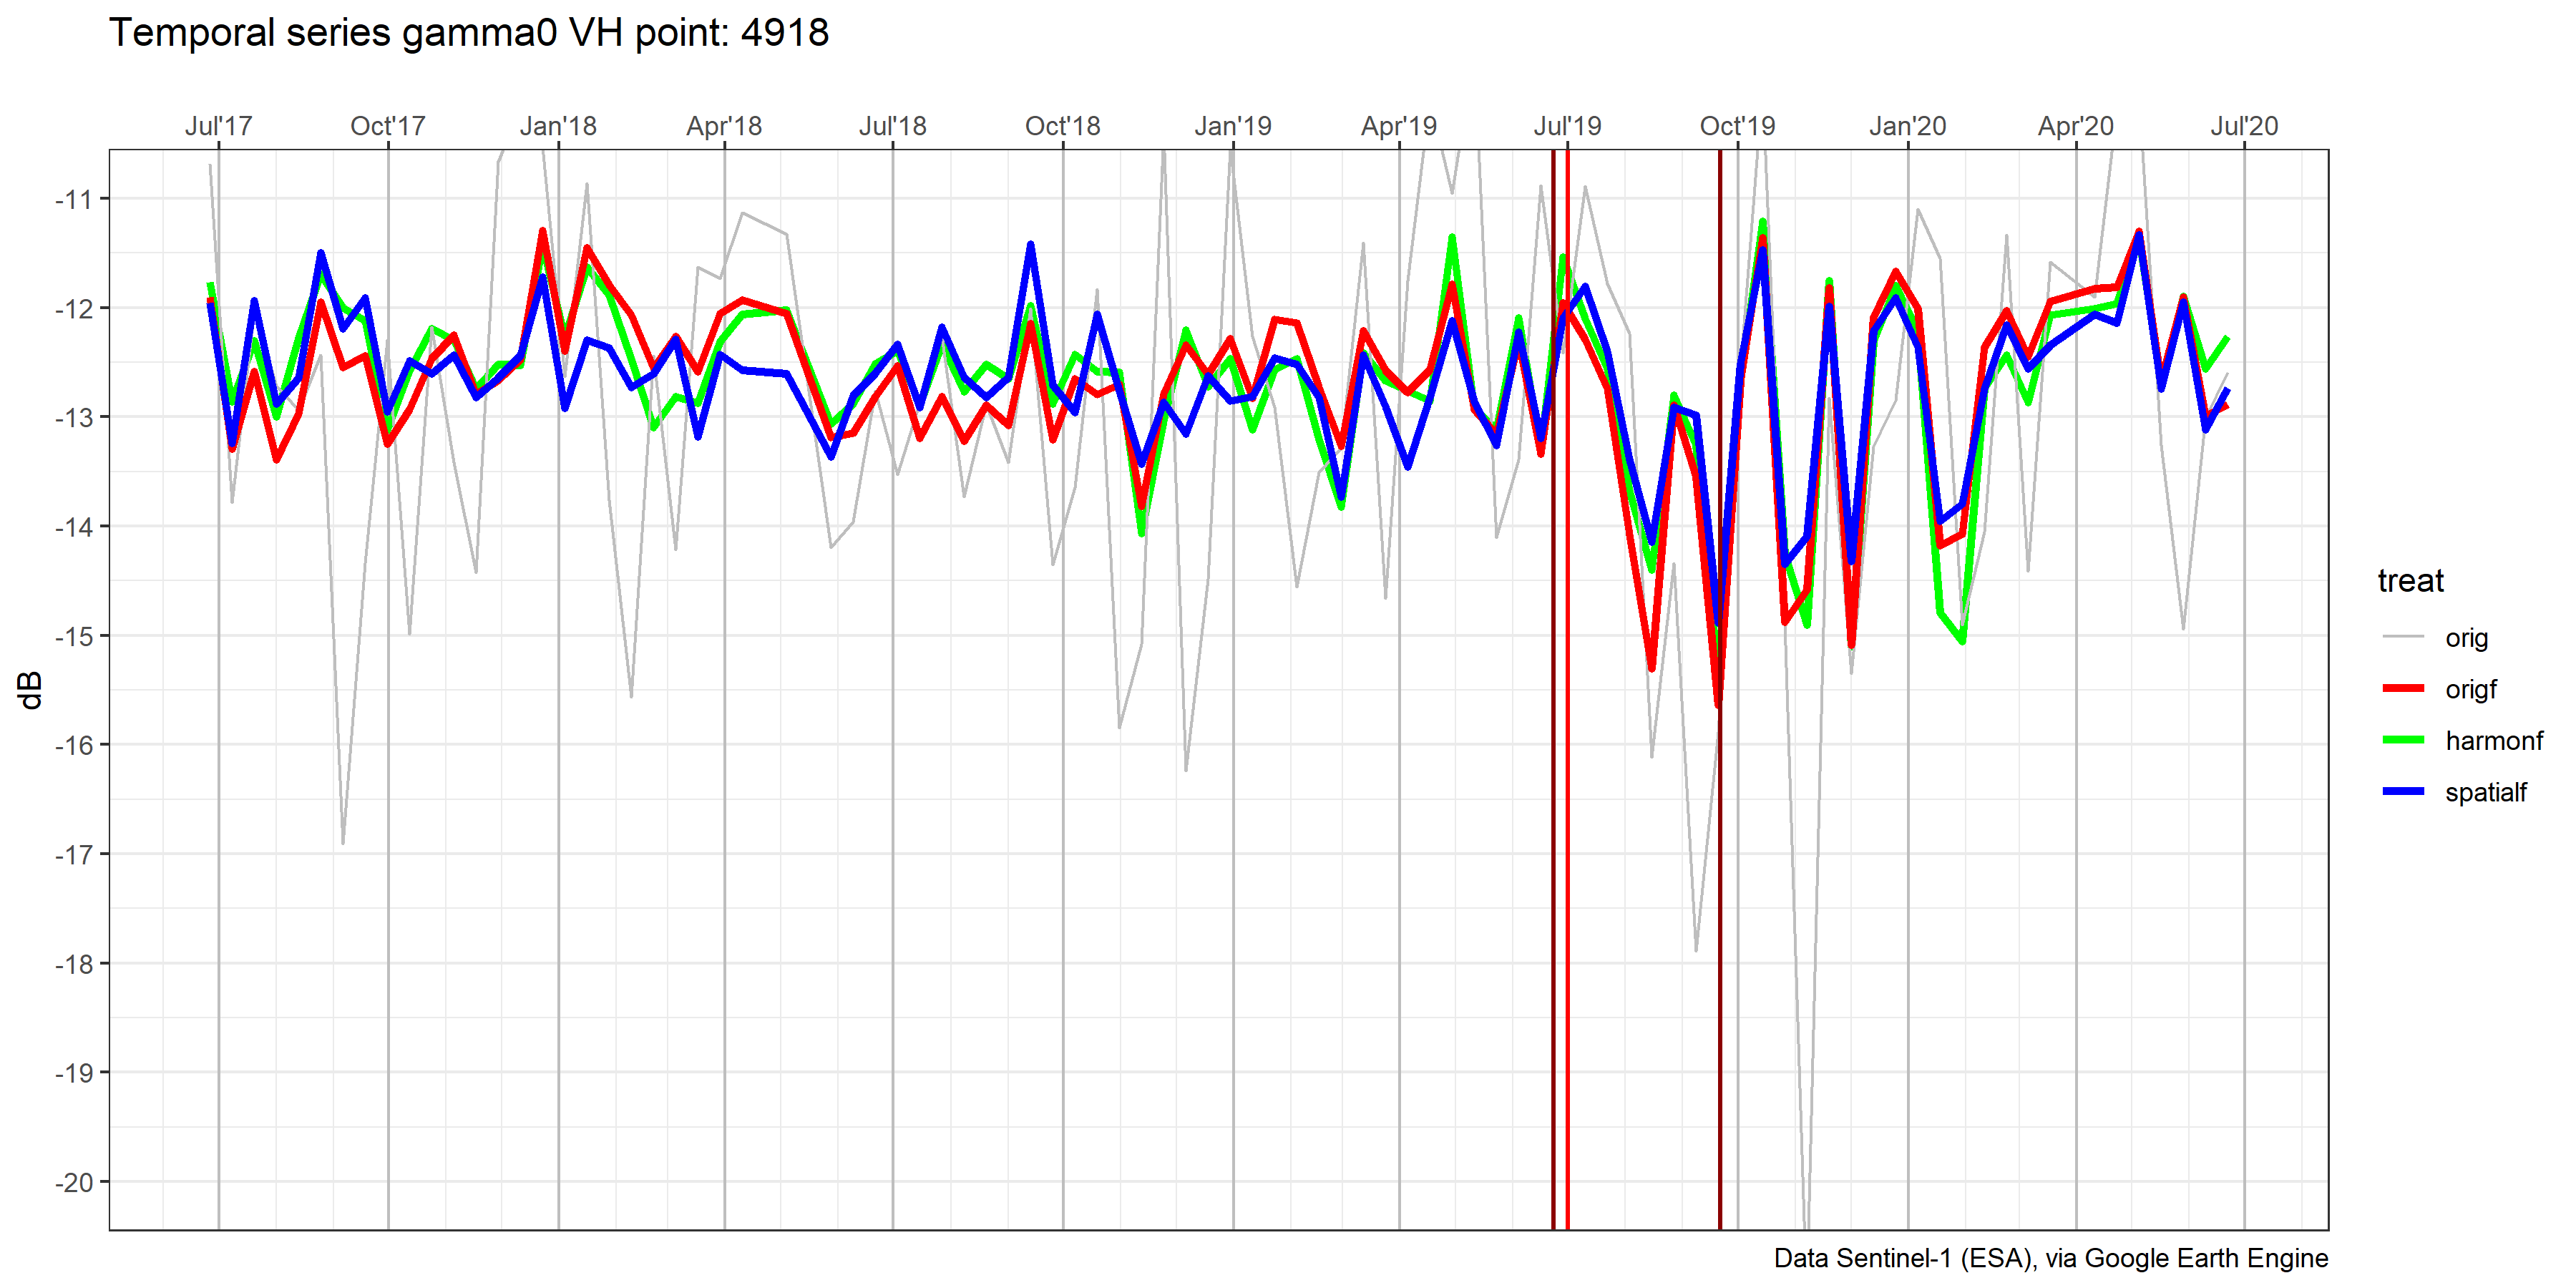 Temporal series gamma0 VH point: 4918
Jul'17 Oct'17 Jan'18 Apr'18 Jul'18 Oct'18 Jan'19 Apr'19 Jul'19 Oct'19 Jan'20 Apr'20 Jul'20
-11
-12
-13
-14
-15
-16
-17
-18
-19
-20
dB
treat
orig
origf
harmonf
spatialf
Data Sentinel-1 (ESA), via Google Earth Engine